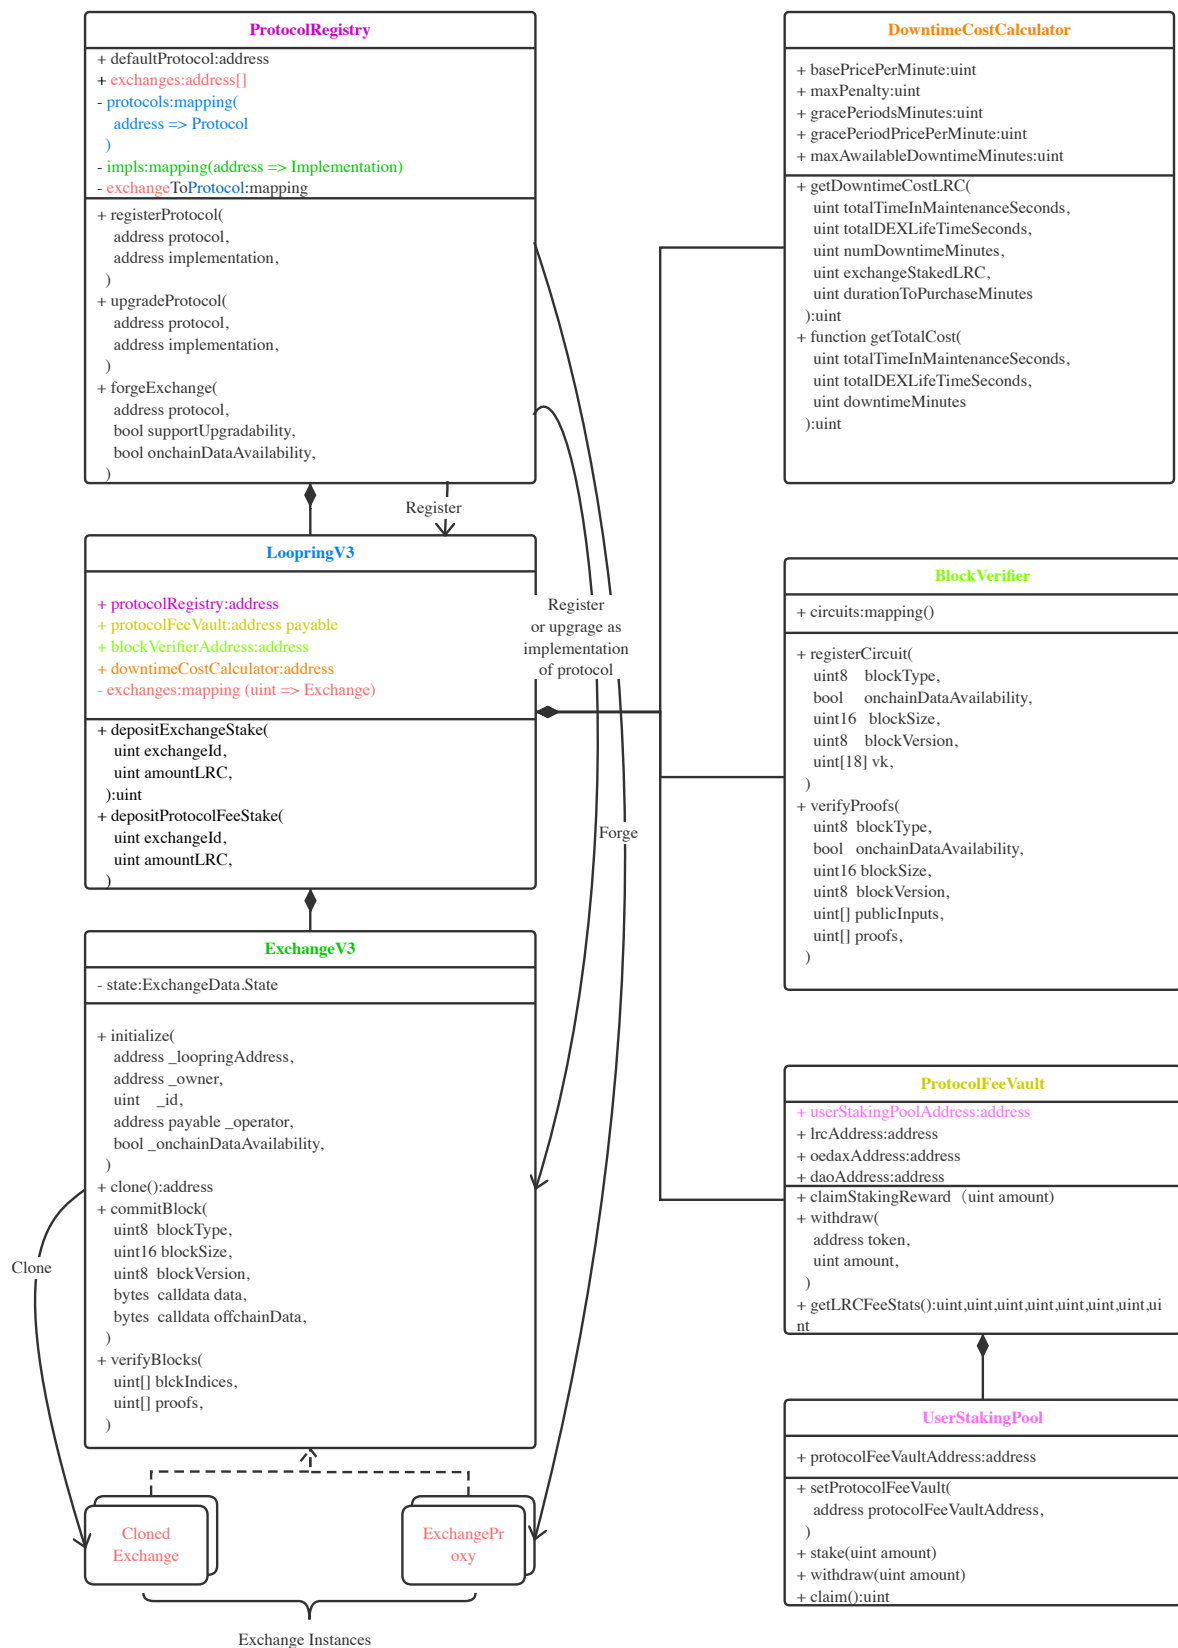 ProtocolRegistry
+ defaultProtocol:address
+ exchanges:address[]
- protocols:mapping(
address => Protocol
)
- impls:mapping(address => Implementation)
- exchangeToProtocol:mapping
+ registerProtocol(
address protocol,
address implementation,
)
+ upgradeProtocol(
address protocol,
address implementation,
)
+ forgeExchange(
address protocol,
bool supportUpgradability,
bool onchainDataAvailability,
)
Register
LoopringV3
+ protocolRegistry:address
+ protocolFeeVault:address payable
+ blockVerifierAddress:address
+ downtimeCostCalculator:address
- exchanges:mapping (uint => Exchange)
+ depositExchangeStake(
uint exchangeId,
uint amountLRC,
):uint
+ depositProtocolFeeStake(
uint exchangeId,
uint amountLRC,
)
Register
or upgrage as
implementation
of protocol
Forge
ExchangeV3
- state:ExchangeData.State
+ initialize(
address _loopringAddress,
address _owner,
uint _id,
address payable _operator,
bool _onchainDataAvailability,
)
+ clone():address
+ commitBlock(
uint8 blockType,
uint16 blockSize,
uint8 blockVersion,
bytes calldata data,
bytes calldata offchainData,
)
+ verifyBlocks(
uint[] blckIndices,
uint[] proofs,
)
Clone
Cloned
Exchange
ExchangePr
oxy
Exchange Instances
DowntimeCostCalculator
+ basePricePerMinute:uint
+ maxPenalty:uint
+ gracePeriodsMinutes:uint
+ gracePeriodPricePerMinute:uint
+ maxAwailableDowntimeMinutes:uint
+ getDowntimeCostLRC(
uint totalTimeInMaintenanceSeconds,
uint totalDEXLifeTimeSeconds,
uint numDowntimeMinutes,
uint exchangeStakedLRC,
uint durationToPurchaseMinutes
):uint
+ function getTotalCost(
uint totalTimeInMaintenanceSeconds,
uint totalDEXLifeTimeSeconds,
uint downtimeMinutes
):uint
BlockVerifier
+ circuits:mapping()
+ registerCircuit(
uint8 blockType,
bool onchainDataAvailability,
uint16 blockSize,
uint8 blockVersion,
uint[18] vk,
)
+ verifyProofs(
uint8 blockType,
bool onchainDataAvailability,
uint16 blockSize,
uint8 blockVersion,
uint[] publicInputs,
uint[] proofs,
)
ProtocolFeeVault
+ userStakingPoolAddress:address
+ lrcAddress:address
+ oedaxAddress:address
+ daoAddress:address
+ claimStakingReward（uint amount)
+ withdraw(
address token,
uint amount,
)
+ getLRCFeeStats():uint,uint,uint,uint,uint,uint,uint,ui
nt
UserStakingPool
+ protocolFeeVaultAddress:address
+ setProtocolFeeVault(
address protocolFeeVaultAddress,
)
+ stake(uint amount)
+ withdraw(uint amount)
+ claim():uint